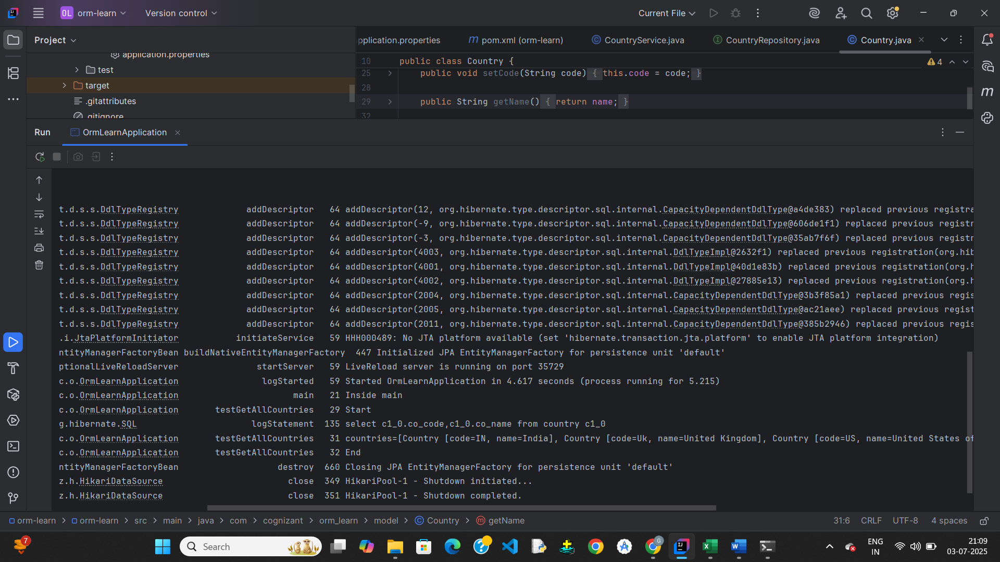 OL orm-learn Version control Current File
Project
application.properties
test
target
.gitattributes
.gitignore
pplication.properties m pom.xml (orm-learn) CountryService.java CountryRepository.java Country.java
10 public class Country { 4
25 public void setCode(String code) { this.code = code; }
28
29 public String getName() { return name; }
32
Run OrmLearnApplication
t.d.s.s.DdlTypeRegistry addDescriptor 64 addDescriptor(12, org.hibernate.type.descriptor.sql.internal.CapacityDependentDdlType@a4de383) replaced previous registra
t.d.s.s.DdlTypeRegistry addDescriptor 64 addDescriptor(-9, org.hibernate.type.descriptor.sql.internal.CapacityDependentDdlType@606de1f1) replaced previous registr
t.d.s.s.DdlTypeRegistry addDescriptor 64 addDescriptor(-3, org.hibernate.type.descriptor.sql.internal.CapacityDependentDdlType@35ab7f6f) replaced previous registr
t.d.s.s.DdlTypeRegistry addDescriptor 64 addDescriptor(4003, org.hibernate.type.descriptor.sql.internal.DdlTypeImpl@2632f1) replaced previous registration(org.hib
t.d.s.s.DdlTypeRegistry addDescriptor 64 addDescriptor(4001, org.hibernate.type.descriptor.sql.internal.DdlTypeImpl@40d1e83b) replaced previous registration(org.h
t.d.s.s.DdlTypeRegistry addDescriptor 64 addDescriptor(4002, org.hibernate.type.descriptor.sql.internal.DdlTypeImpl@27885e13) replaced previous registration(org.h
t.d.s.s.DdlTypeRegistry addDescriptor 64 addDescriptor(2004, org.hibernate.type.descriptor.sql.internal.CapacityDependentDdlType@3b3f85a1) replaced previous regis
t.d.s.s.DdlTypeRegistry addDescriptor 64 addDescriptor(2005, org.hibernate.type.descriptor.sql.internal.CapacityDependentDdlType@ac21aee) replaced previous regist
t.d.s.s.DdlTypeRegistry addDescriptor 64 addDescriptor(2011, org.hibernate.type.descriptor.sql.internal.CapacityDependentDdlType@385b2946) replaced previous regis
.i.JtaPlatformInitiator initiateService 59 HHH000489: No JTA platform available (set 'hibernate.transaction.jta.platform' to enable JTA platform integration)
ntityManagerFactoryBean buildNativeEntityManagerFactory 447 Initialized JPA EntityManagerFactory for persistence unit 'default'
ptionalLiveReloadServer startServer 59 LiveReload server is running on port 35729
c.o.OrmLearnApplication logStarted 59 Started OrmLearnApplication in 4.617 seconds (process running for 5.215)
c.o.OrmLearnApplication main 21 Inside main
c.o.OrmLearnApplication testGetAllCountries 29 Start
g.hibernate.SQL logStatement 135 select c1_0.co_code,c1_0.co_name from country c1_0
c.o.OrmLearnApplication testGetAllCountries 31 countries=[Country [code=IN, name=India], Country [code=Uk, name=United Kingdom], Country [code=US, name=United States of
c.o.OrmLearnApplication testGetAllCountries 32 End
ntityManagerFactoryBean destroy 660 Closing JPA EntityManagerFactory for persistence unit 'default'
z.h.HikariDataSource close 349 HikariPool-1 - Shutdown initiated...
z.h.HikariDataSource close 351 HikariPool-1 - Shutdown completed.
orm-learn > orm-learn > src > main > java > com > cognizant > orm_learn > model > Country > getName 31:6 CRLF UTF-8 4 spaces
7 Search ENG 21:09
IN 03-07-2025